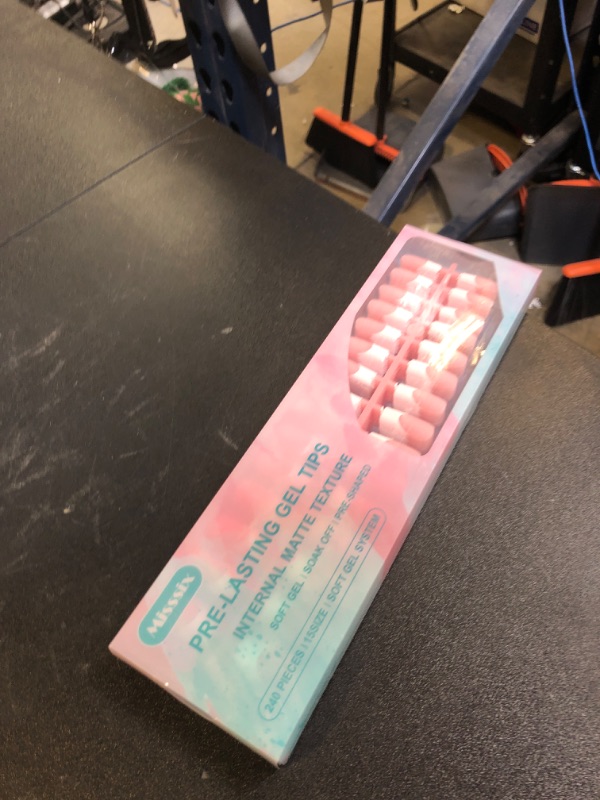 Misssix
PRE-LASTING GEL TIPS
INTERNAL MATTE TEXTURE
SOFT GEL | SOAK OFF | PRE-SHAPED
240 PIECES | 15SIZE | SOFT GEL SYSTEM